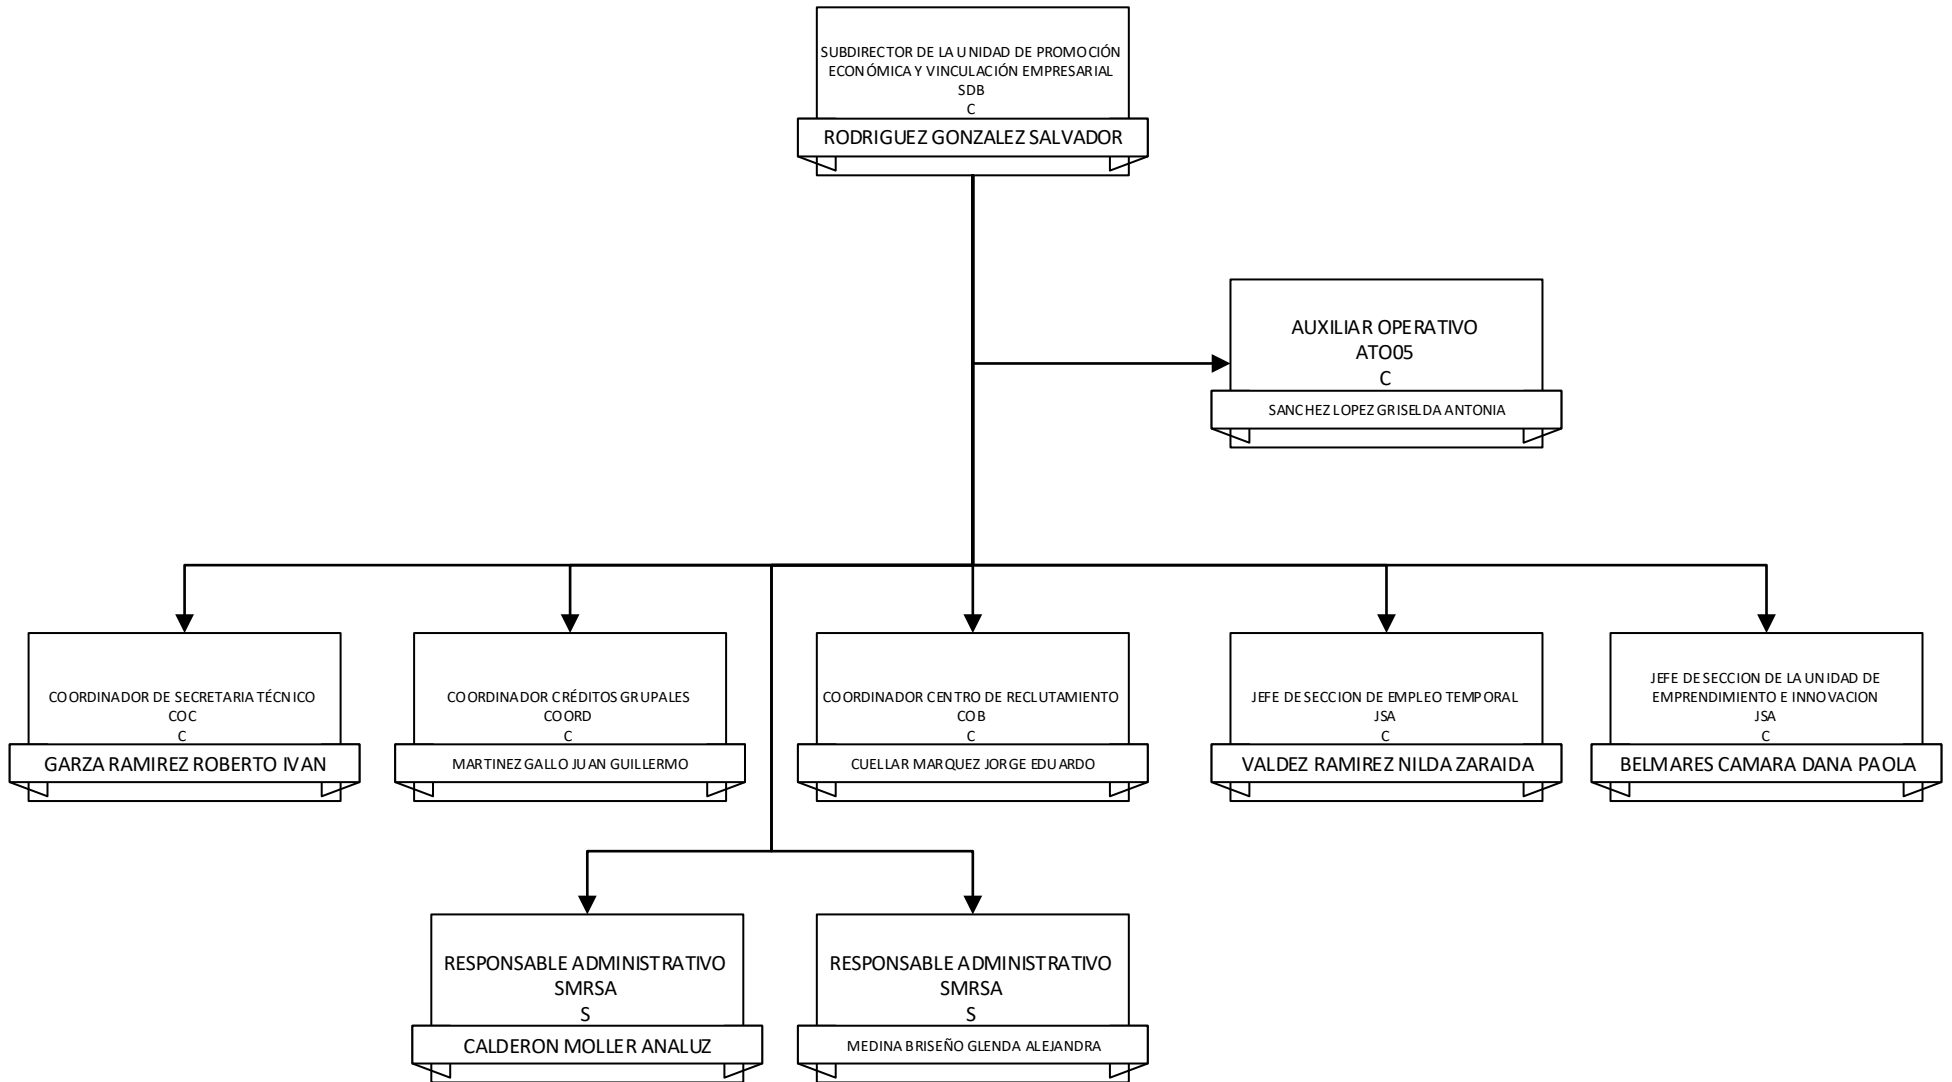 SUBDIRECTOR DE LA UNIDAD DE PROMOCIÓN
ECONÓMICA Y VINCULACIÓN EMPRESARIAL
SDB
C
RODRIGUEZ GONZALEZ SALVADOR
AUXILIAR OPERATIVO
ATO05
C
SANCHEZ LOPEZ GRISELDA ANTONIA
COORDINADOR DE SECRETARIA TÉCNICO
COC
C
GARZA RAMIREZ ROBERTO IVAN
COORDINADOR CRÉDITOS GRUPALES
COORD
C
MARTINEZ GALLO JUAN GUILLERMO
COORDINADOR CENTRO DE RECLUTAMIENTO
COB
C
CUELLAR MARQUEZ JORGE EDUARDO
JEFE DE SECCION DE EMPLEO TEMPORAL
JSA
C
VALDEZ RAMIREZ NILDA ZARAIDA
JEFE DE SECCION DE LA UNIDAD DE
EMPRENDIMIENTO E INNOVACION
JSA
C
BELMARES CAMARA DANA PAOLA
RESPONSABLE ADMINISTRATIVO
SMRSA
S
CALDERON MOLLER ANALUZ
RESPONSABLE ADMINISTRATIVO
SMRSA
S
MEDINA BRISEÑO GLENDA ALEJANDRA